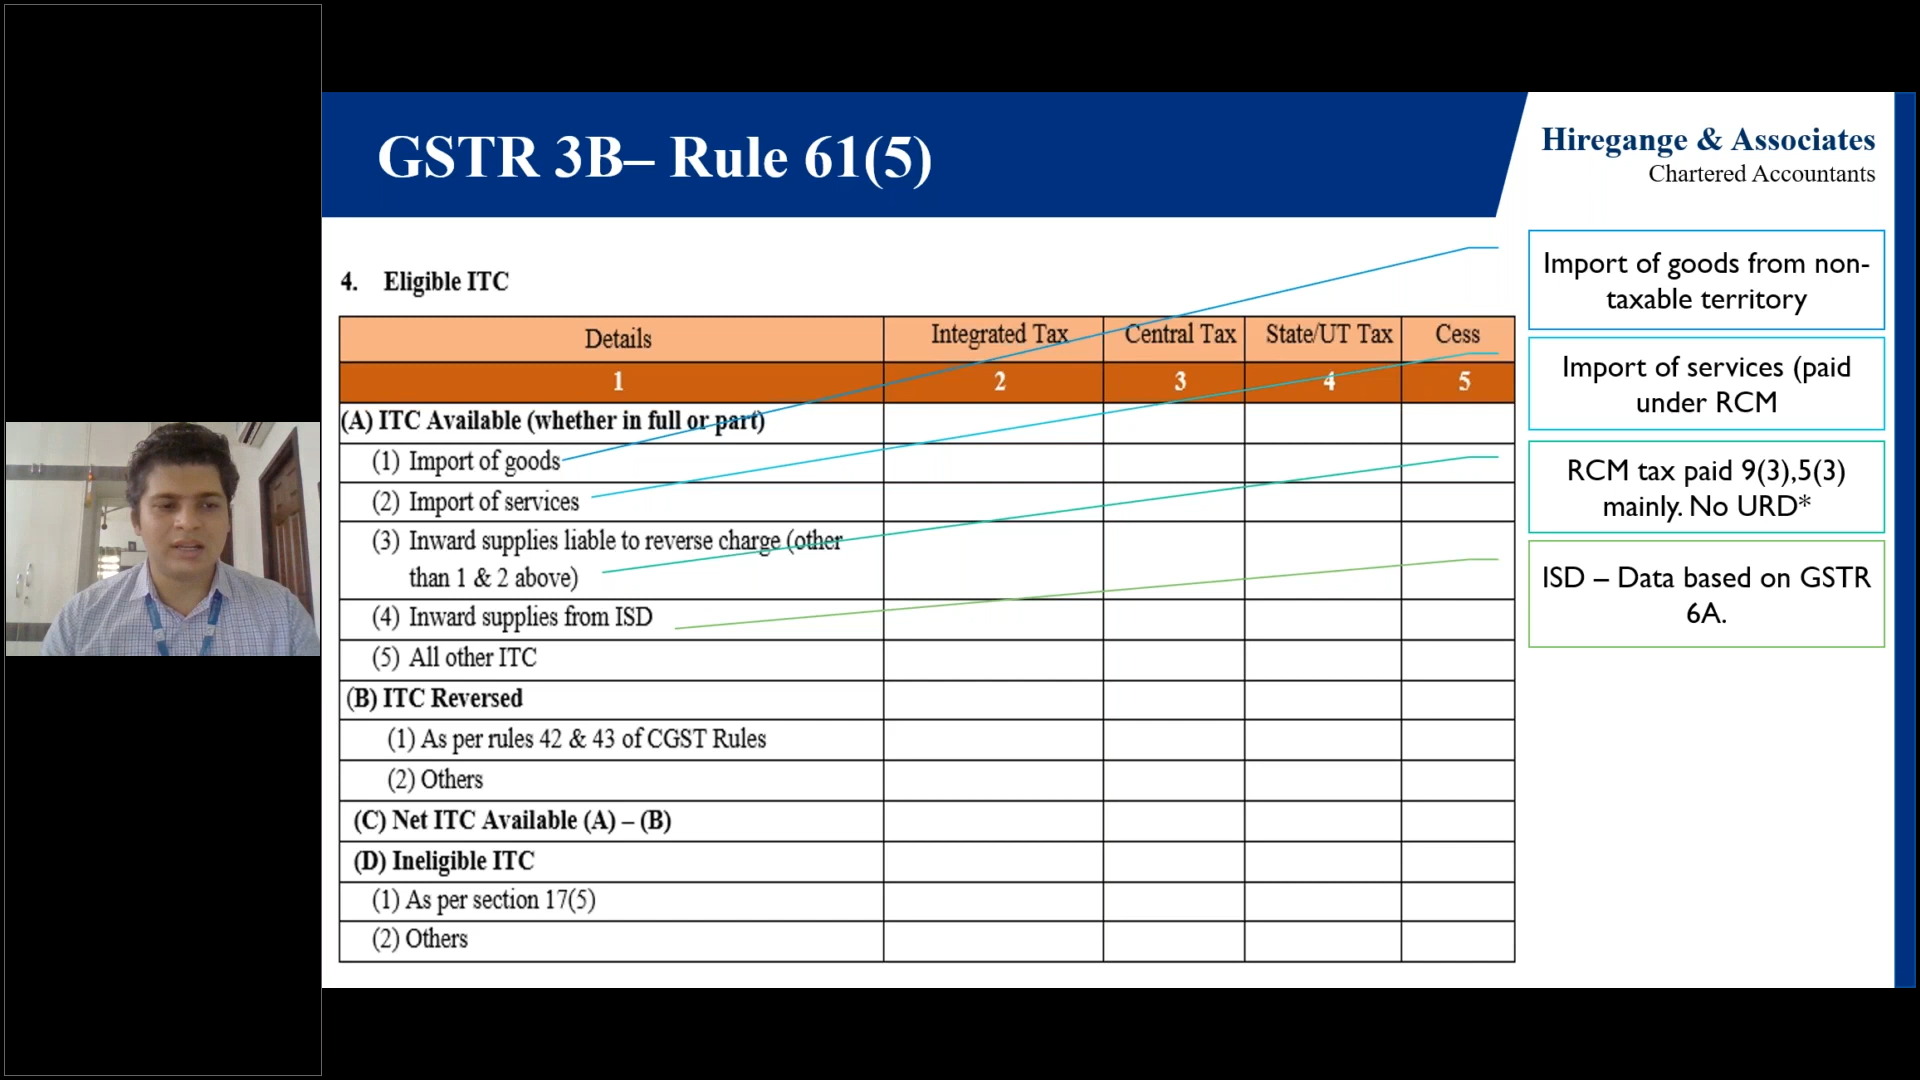 GSTR 3B– Rule 61(5)
Hiregange & Associates
Chartered Accountants
4. Eligible ITC
Details Integrated Tax Central Tax State/UT Tax Cess
1 2 3 4 5
(A) ITC Available (whether in full or part)
(1) Import of goods
(2) Import of services
(3) Inward supplies liable to reverse charge (other
than 1 & 2 above)
(4) Inward supplies from ISD
(5) All other ITC
(B) ITC Reversed
(1) As per rules 42 & 43 of CGST Rules
(2) Others
(C) Net ITC Available (A) – (B)
(D) Ineligible ITC
(1) As per section 17(5)
(2) Others
Import of goods from non-
taxable territory
Import of services (paid
under RCM
RCM tax paid 9(3),5(3)
mainly. No URD*
ISD – Data based on GSTR
6A.